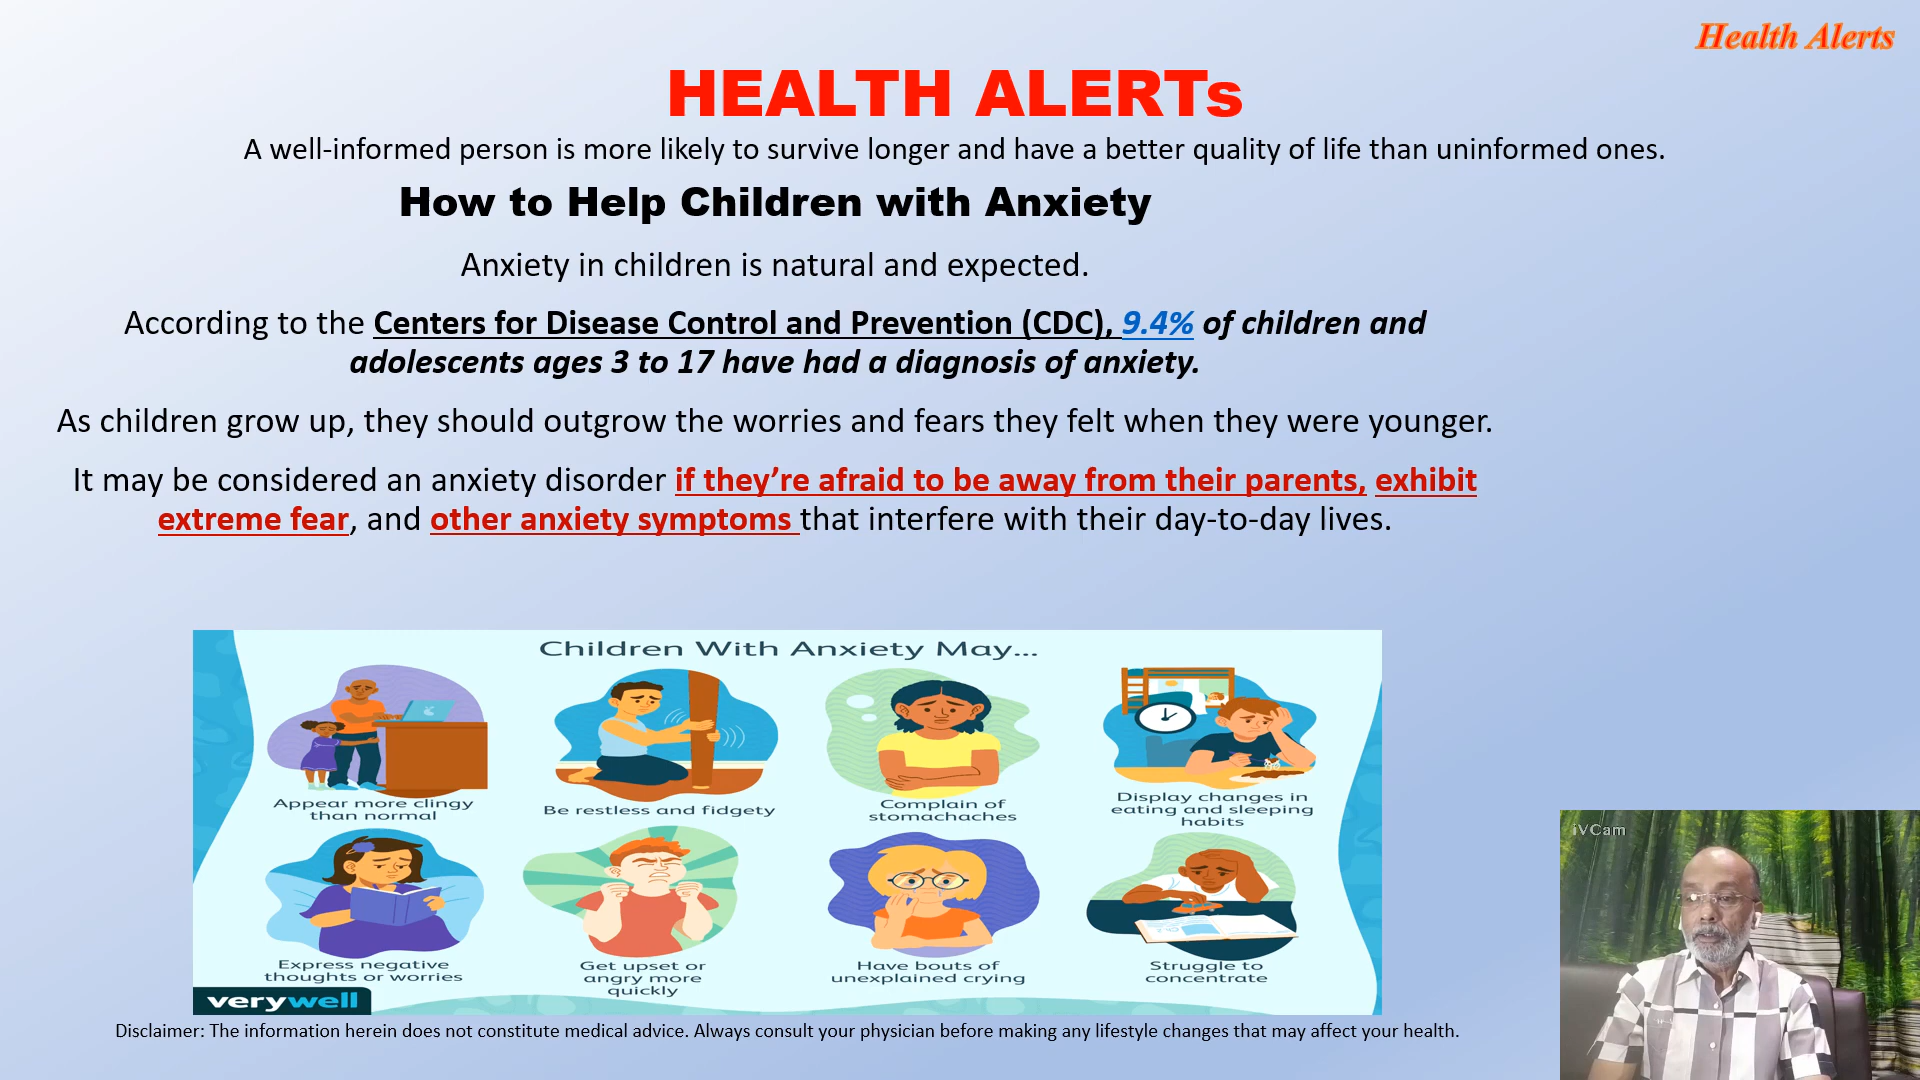 Health Alerts
HEALTH ALERTs
A well-informed person is more likely to survive longer and have a better quality of life than uninformed ones.
How to Help Children with Anxiety
Anxiety in children is natural and expected.
According to the Centers for Disease Control and Prevention (CDC), 9.4% of children and
adolescents ages 3 to 17 have had a diagnosis of anxiety.
As children grow up, they should outgrow the worries and fears they felt when they were younger.
It may be considered an anxiety disorder if they’re afraid to be away from their parents, exhibit
extreme fear, and other anxiety symptoms that interfere with their day-to-day lives.
Children With Anxiety May...
Appear more clingy
than normal
Be restless and fidgety
Complain of
stomachaches
Display changes in
eating and sleeping
habits
Express negative
thoughts or worries
Get upset or
angry more
quickly
Have bouts of
unexplained crying
Struggle to
concentrate
verywell
Disclaimer: The information herein does not constitute medical advice. Always consult your physician before making any lifestyle changes that may affect your health.
iVCam